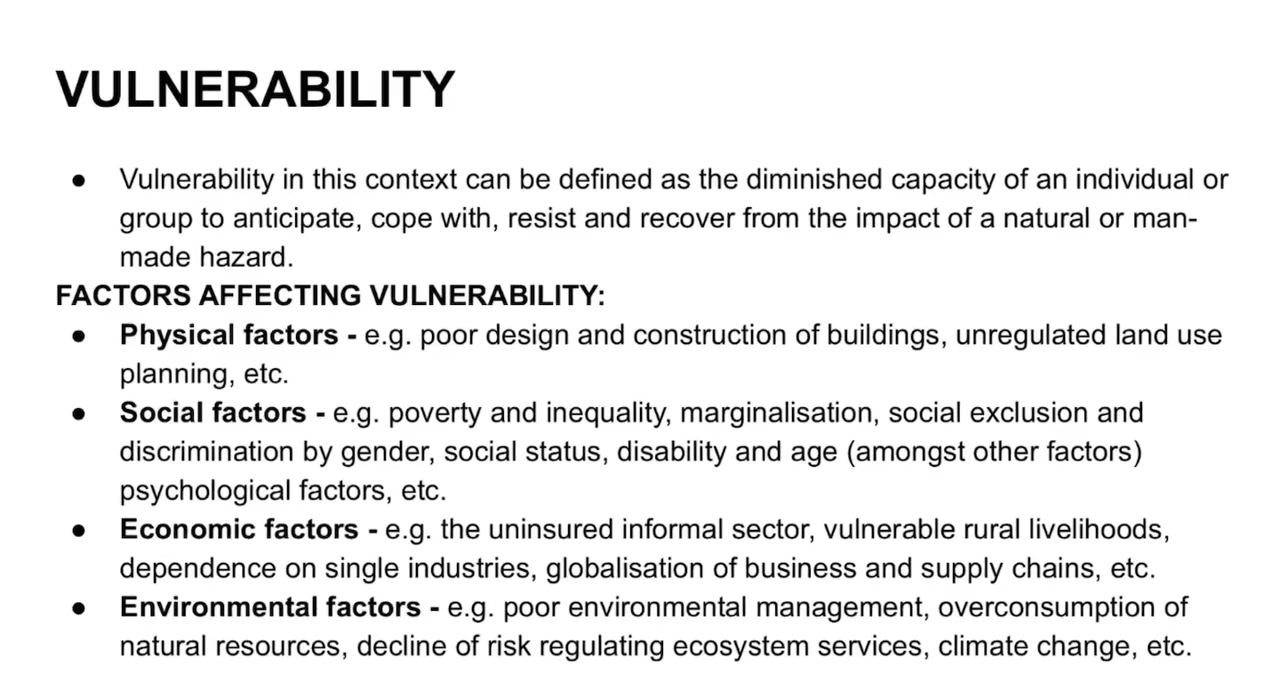 VULNERABILITY
● Vulnerability in this context can be defined as the diminished capacity of an individual or
group to anticipate, cope with, resist and recover from the impact of a natural or man-
made hazard.
FACTORS AFFECTING VULNERABILITY:
● Physical factors - e.g. poor design and construction of buildings, unregulated land use
planning, etc.
● Social factors - e.g. poverty and inequality, marginalisation, social exclusion and
discrimination by gender, social status, disability and age (amongst other factors)
psychological factors, etc.
● Economic factors - e.g. the uninsured informal sector, vulnerable rural livelihoods,
dependence on single industries, globalisation of business and supply chains, etc.
● Environmental factors - e.g. poor environmental management, overconsumption of
natural resources, decline of risk regulating ecosystem services, climate change, etc.